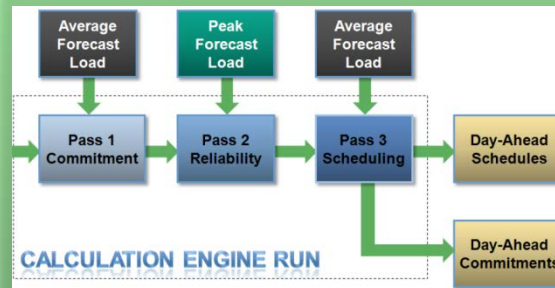 Average
Forecast
Load
Peak
Forecast
Load
Average
Forecast
Load
Pass 1
Commitment
Pass 2
Reliability
Pass 3
Scheduling
Day-Ahead
Schedules
Day-Ahead
Commitments
CALCULATION ENGINE RUN